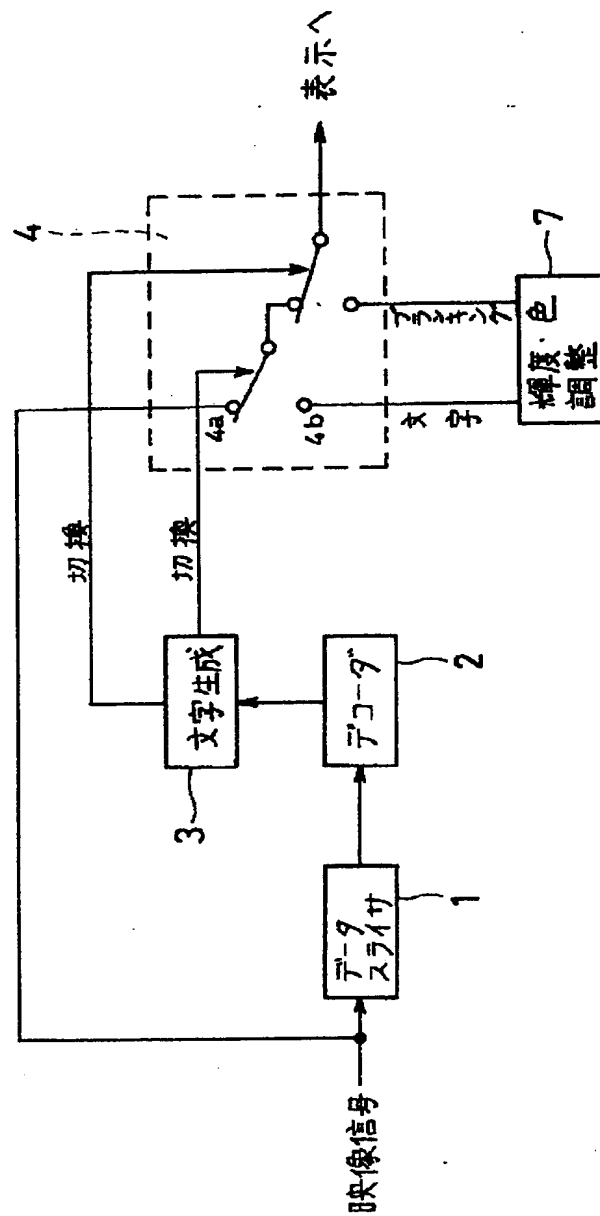 映像信号
データ
スライサ
1
デコーダ
2
文字生成
3
切換
切換
4
4a
4b
文字
ブランキング
色
輝度・
調整
7
表示へ